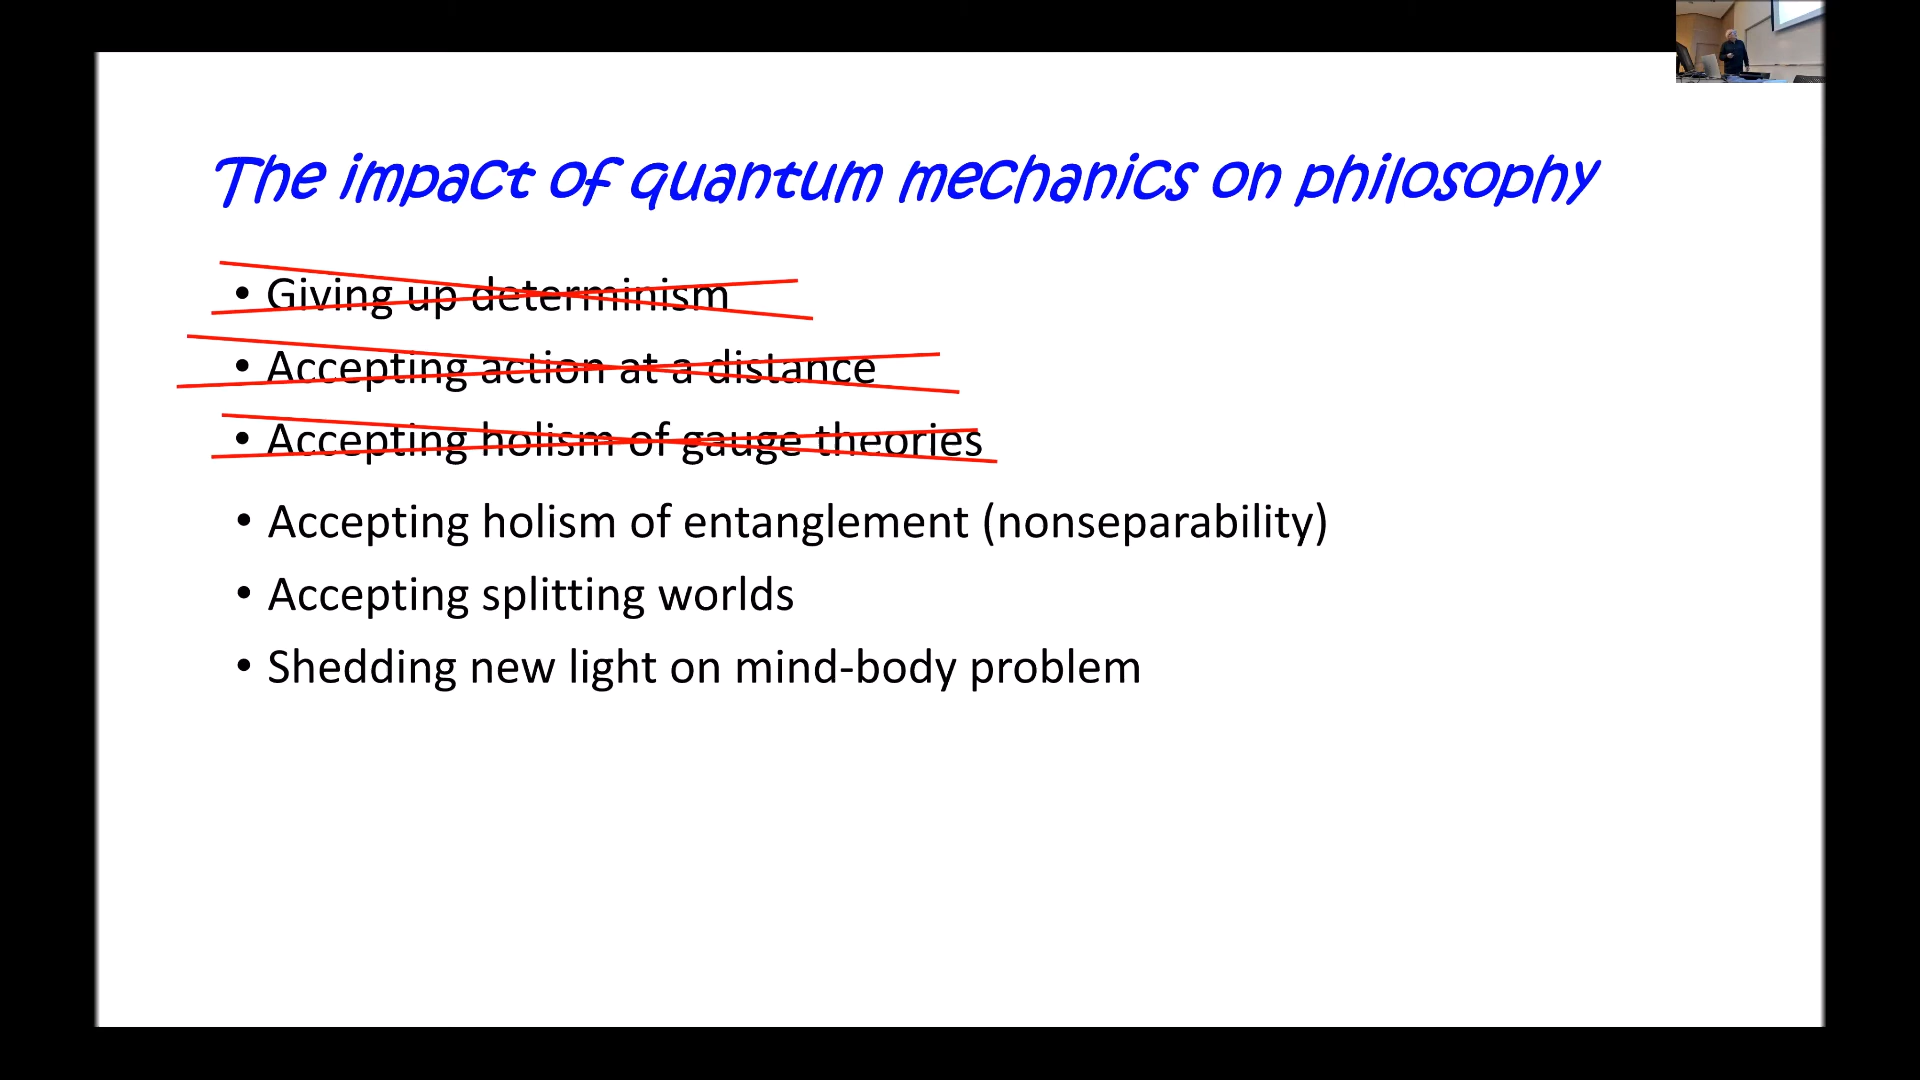 The impact of quantum mechanics on philosophy
• Giving up determinism
• Accepting action at a distance
• Accepting holism of gauge theories
• Accepting holism of entanglement (nonseparability)
• Accepting splitting worlds
• Shedding new light on mind-body problem